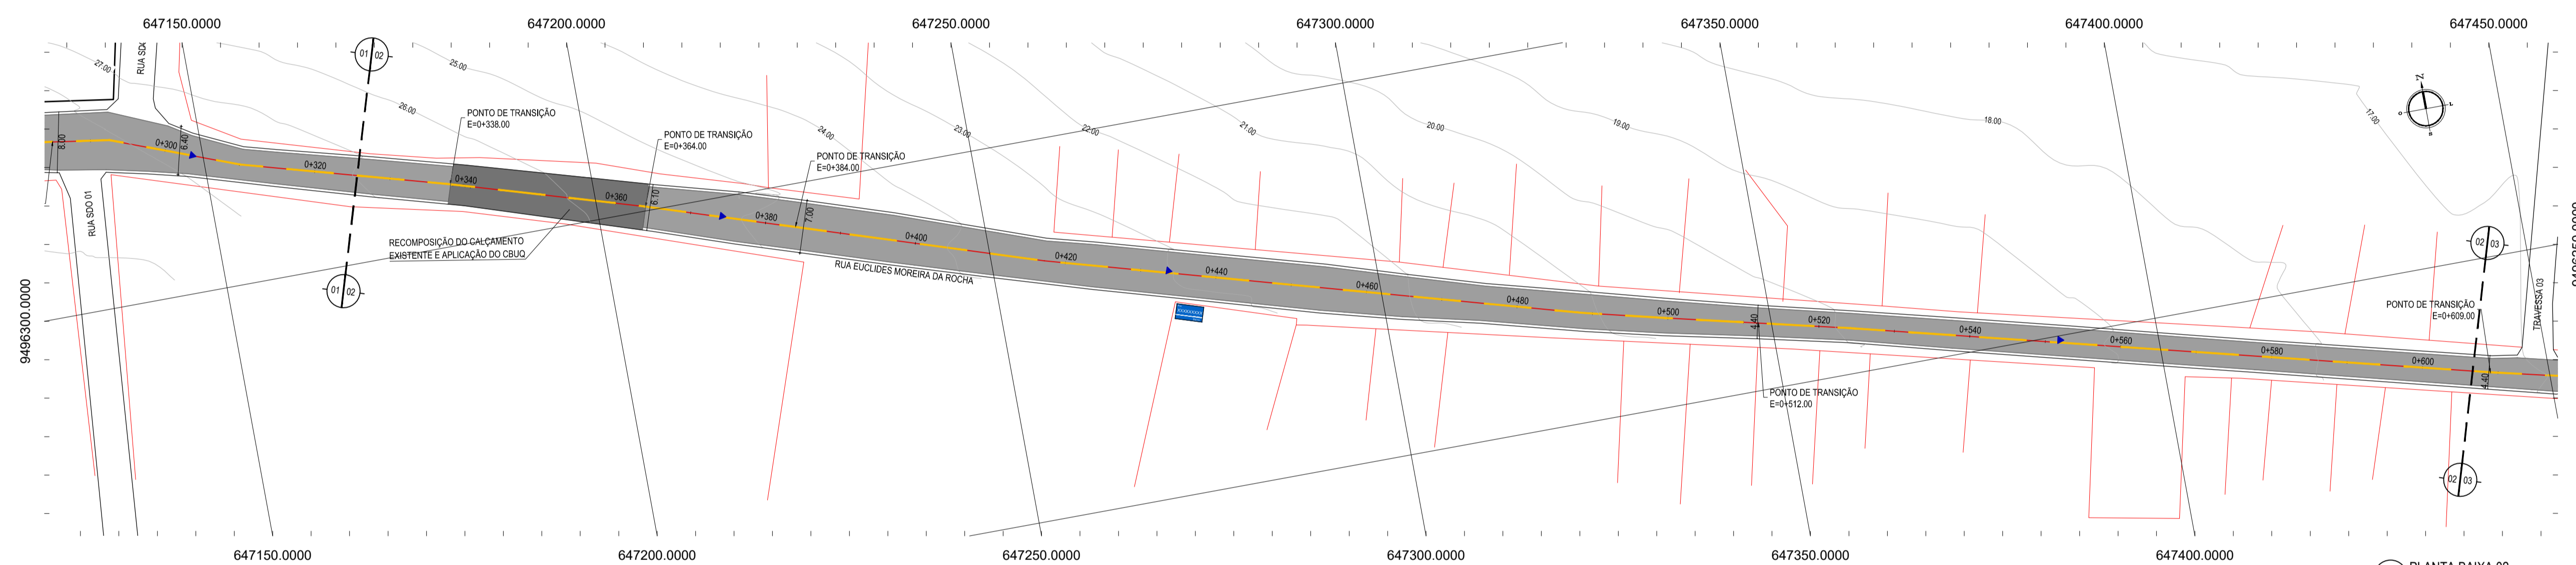 647150.0000
647200.0000
647250.0000
647300.0000
647350.0000
647400.0000
647450.0000
01 02
27.00
25.00
26.00
24.00
23.00
22.00
21.00
20.00
19.00
18.00
17.00
N
L
S
O
RUA SDO
8.00
6.40
0+300
0+320
PONTO DE TRANSIÇÃO
E=0+338.00
0+340
0+360
PONTO DE TRANSIÇÃO
E=0+364.00
6.10
0+380
PONTO DE TRANSIÇÃO
E=0+384.00
7.00
0+400
0+420
0+440
0+460
0+480
0+500
4.40
0+520
0+540
0+560
0+580
0+600
4.40
RUA SDO 01
RECOMPOSIÇÃO DO CALÇAMENTO
EXISTENTE E APLICAÇÃO DO CBUQ
RUA EUCLIDES MOREIRA DA ROCHA
XXXXXXXXX
PONTO DE TRANSIÇÃO
E=0+512.00
PONTO DE TRANSIÇÃO
E=0+609.00
02 03
TRAVESSA 03
9496300.0000
01 02
02 03
647150.0000
647200.0000
647250.0000
647300.0000
647350.0000
647400.0000